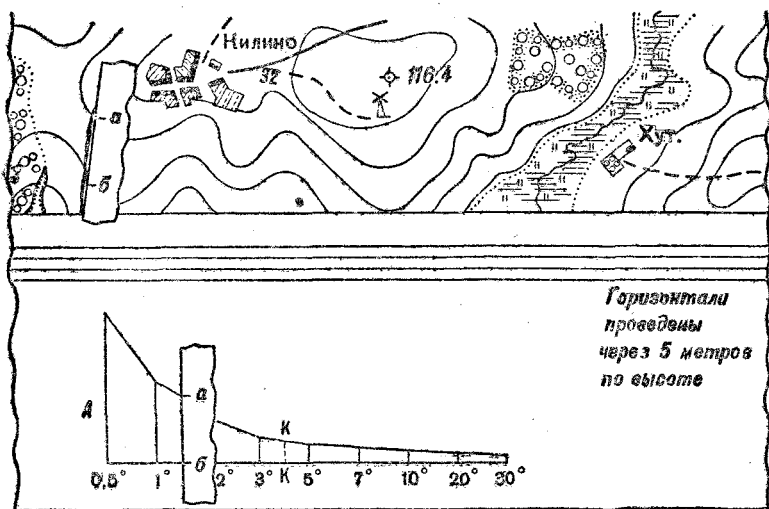 Килино
32
116.4
а
б
Хут.
Горизонтали
проведены
через 5 метров
по высоте
А
а
К
б
К
0,5° 1° 2° 3° 5° 7° 10° 20° 30°